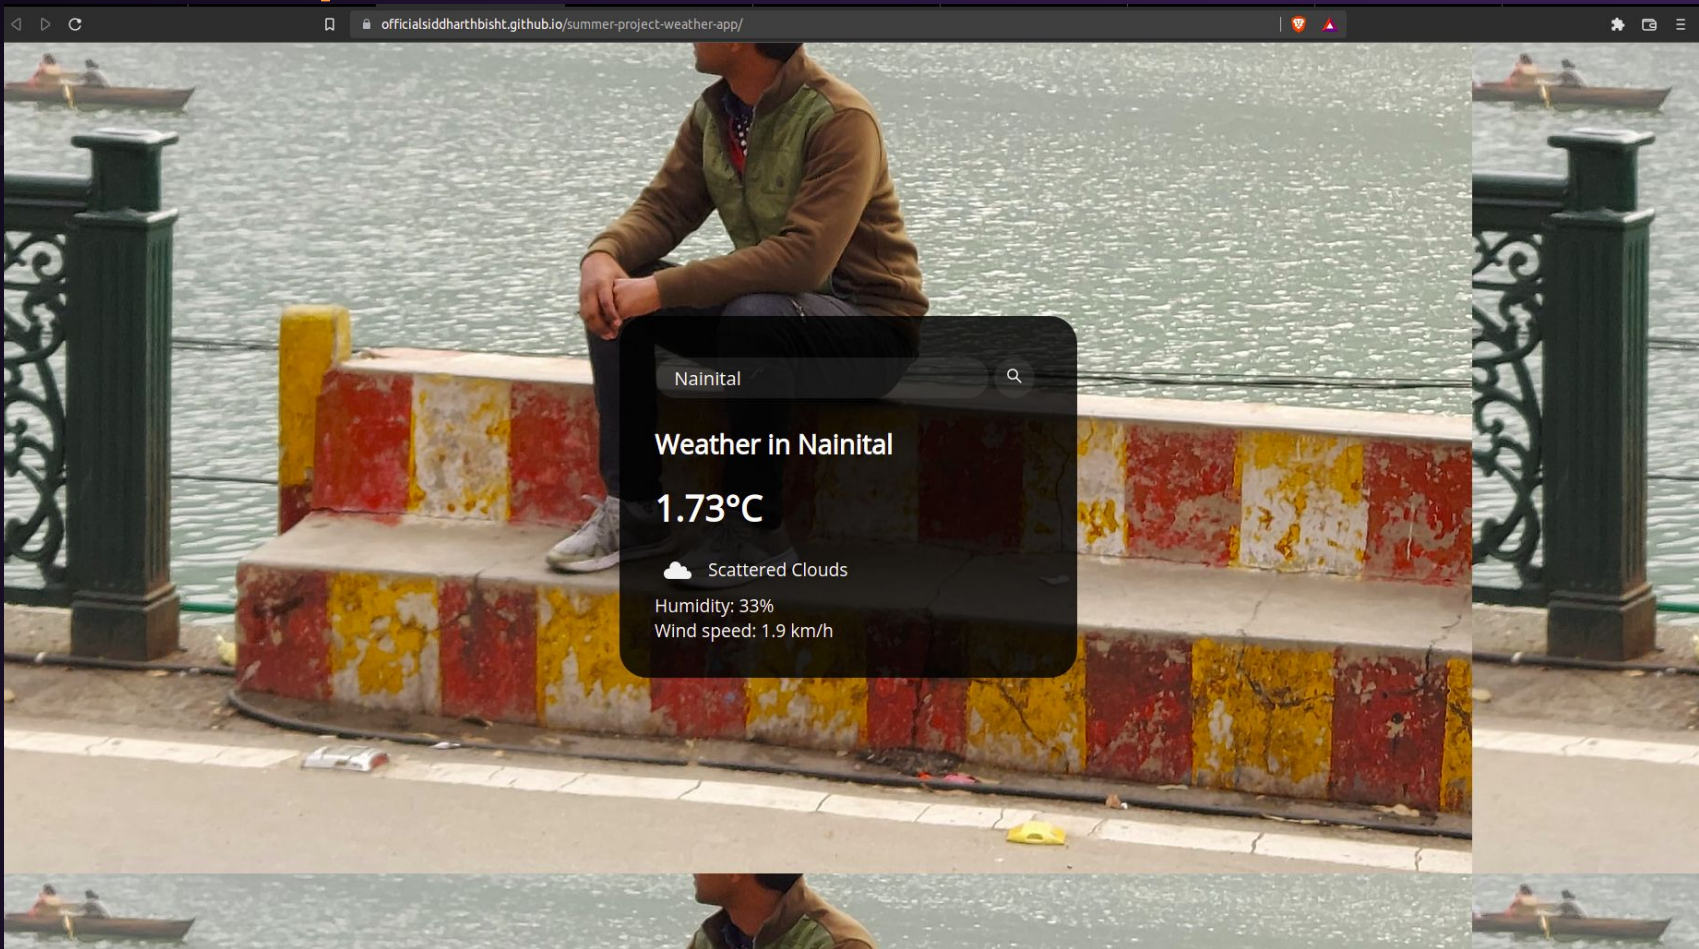 officialsiddharthbisht.github.io/summer-project-weather-app/
Nainital
Weather in Nainital
1.73°C
Scattered Clouds
Humidity: 33%
Wind speed: 1.9 km/h